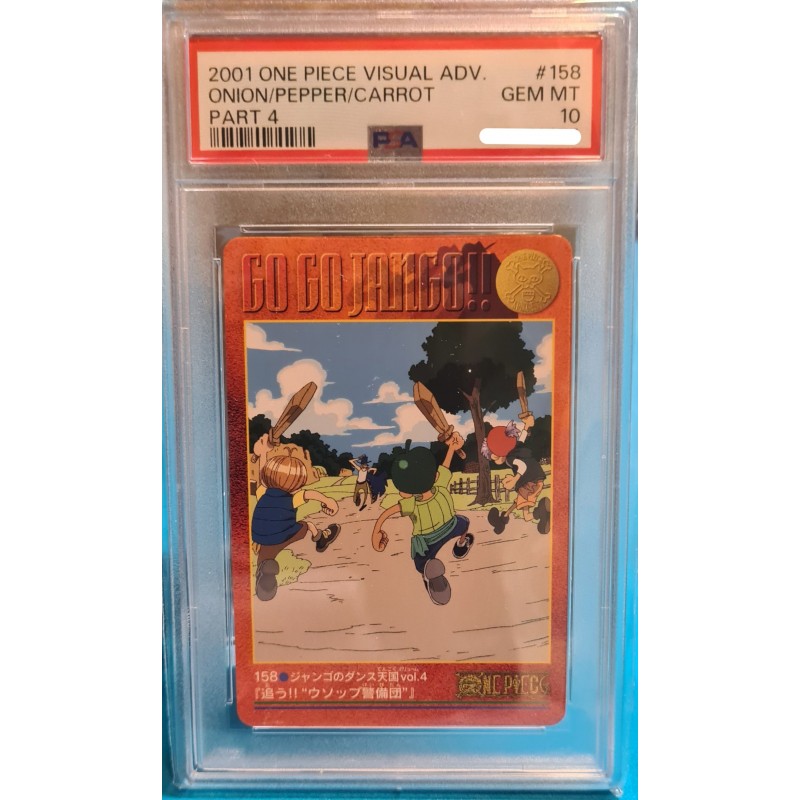 2001 ONE PIECE VISUAL ADV. #158
ONION/PEPPER/CARROT GEM MT
PART 4 10
PSA
GO GO JANGO!!
158●ジャンゴのダンス天国vol.4
『追う!! "ウソップ警備団"』
ONE PIECE